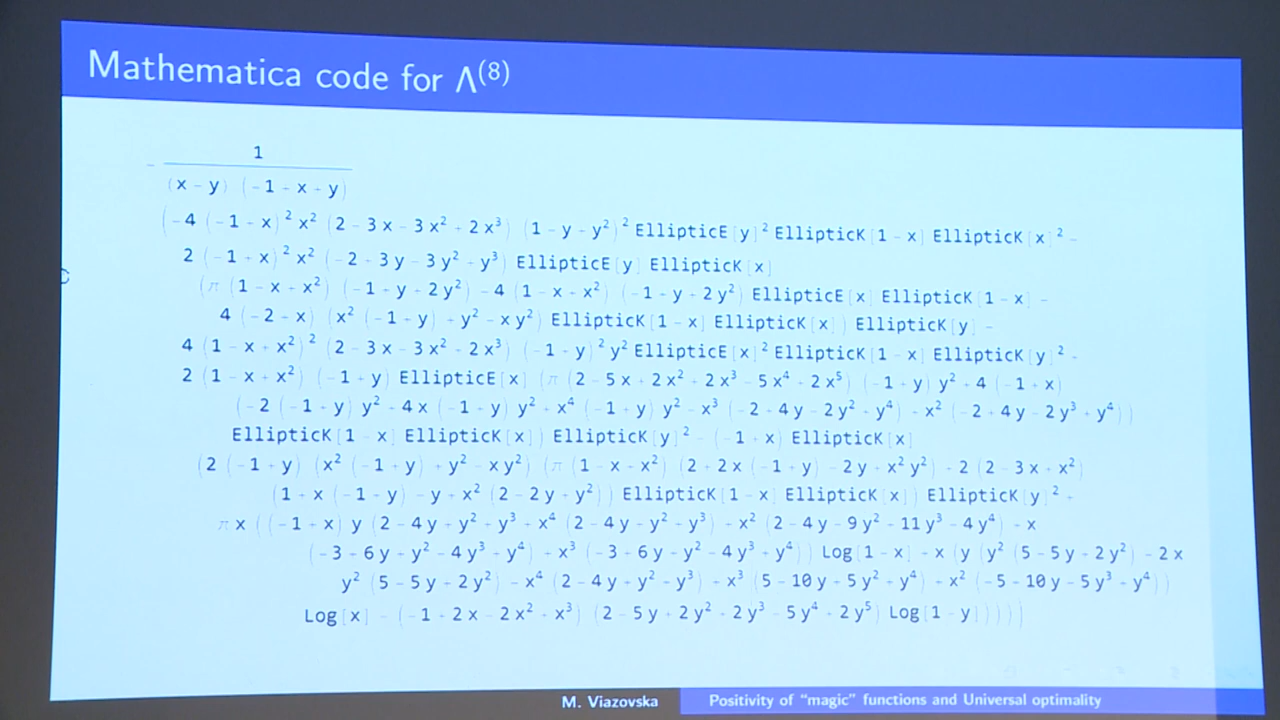 Mathematica code for Λ^(8)
- 1
(x - y) (-1 - x - y)
(-4 (-1 - x)² x² (2 - 3 x - 3 x² + 2 x³) (1 - y - y²)² EllipticE[y]² EllipticK[1 - x] EllipticK[x]² -
2 (-1 + x)² x² (-2 - 3 y - 3 y² - y³) EllipticE[y] EllipticK[x]
(π (1 - x - x²) (-1 + y + 2 y²) - 4 (1 - x + x²) (-1 - y - 2 y²) EllipticE[x] EllipticK[1 - x] -
4 (-2 - x) (x² (-1 + y) + y² - x y²) EllipticK[1 - x] EllipticK[x]) EllipticK[y] -
4 (1 - x + x²)² (2 - 3 x - 3 x² - 2 x³) (-1 - y)² y² EllipticE[x]² EllipticK[1 - x] EllipticK[y]² -
2 (1 - x + x²) (-1 + y) EllipticE[x] (π (2 - 5 x + 2 x² + 2 x³ - 5 x⁴ + 2 x⁵) (-1 + y) y² + 4 (-1 + x)
(-2 (-1 + y) y² - 4 x (-1 + y) y² + x⁴ (-1 + y) y² - x³ (-2 - 4 y - 2 y² + y⁴) - x² (-2 + 4 y - 2 y³ + y⁴))
EllipticK[1 - x] EllipticK[x]) EllipticK[y]² - (-1 + x) EllipticK[x]
(2 (-1 + y) (x² (-1 + y) + y² - x y²) (π (1 - x - x²) (2 + 2 x (-1 + y) - 2 y + x² y²) - 2 (2 - 3 x + x²)
(1 + x (-1 + y) - y + x² (2 - 2 y - y²)) EllipticK[1 - x] EllipticK[x]) EllipticK[y]² -
π x ((-1 + x) y (2 - 4 y + y² + y³ + x⁴ (2 - 4 y - y² - y³) - x² (2 - 4 y - 9 y² + 11 y³ - 4 y⁴) - x
(-3 + 6 y + y² - 4 y³ + y⁴) - x³ (-3 + 6 y - y² - 4 y³ + y⁴)) Log[1 - x] - x (y (y² (5 - 5 y + 2 y²) - 2 x
y² (5 - 5 y - 2 y²) - x⁴ (2 - 4 y - y² - y³) - x³ (5 - 10 y + 5 y² + y⁴) + x² (-5 - 10 y - 5 y³ + y⁴))
Log[x] - (-1 + 2 x - 2 x² + x³) (2 - 5 y + 2 y² + 2 y³ - 5 y⁴ + 2 y⁵) Log[1 - y]))))
M. Viazovska
Positivity of “magic” functions and Universal optimality